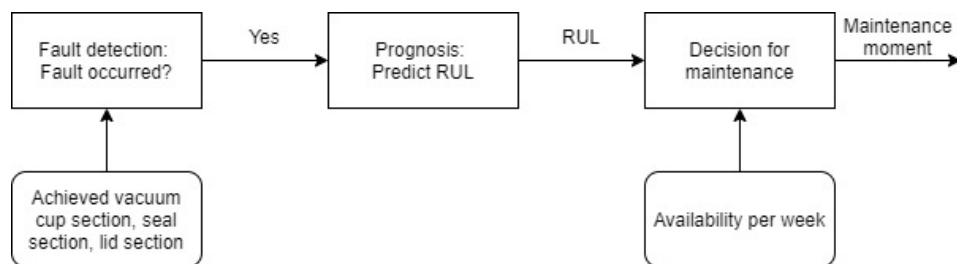 Fault detection:
Fault occurred?
Yes
Prognosis:
Predict RUL
RUL
Decision for
maintenance
Maintenance
moment
Achieved vacuum
cup section, seal
section, lid section
Availability per week